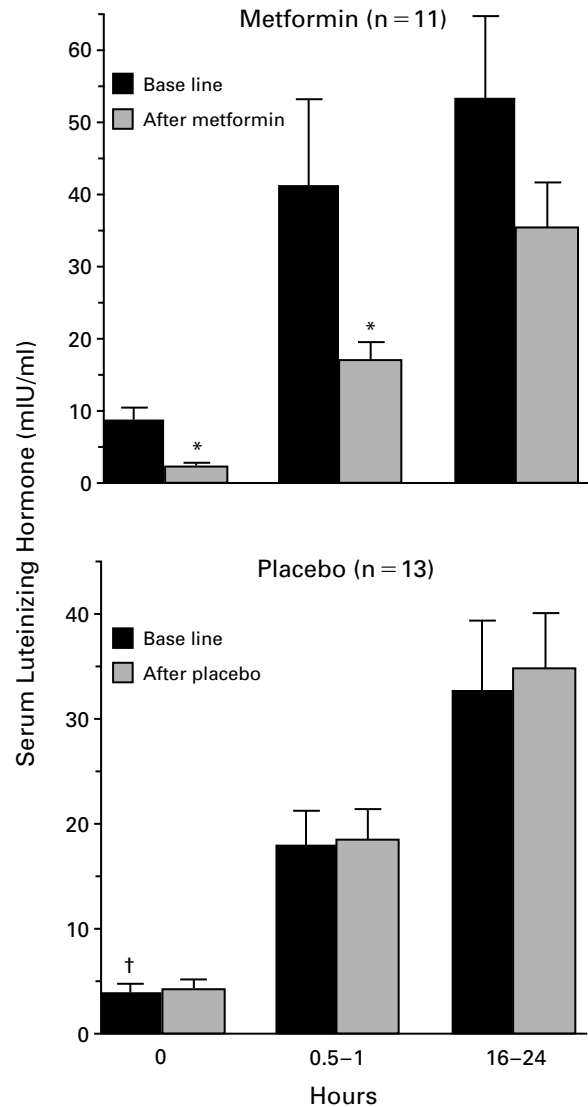 Metformin (n = 11)
Base line
After metformin
60
50
40
30
20
10
0
*
*
Serum Luteinizing Hormone (mIU/ml)
Placebo (n = 13)
Base line
After placebo
40
30
20
10
0
†
0 0.5–1 16–24
Hours